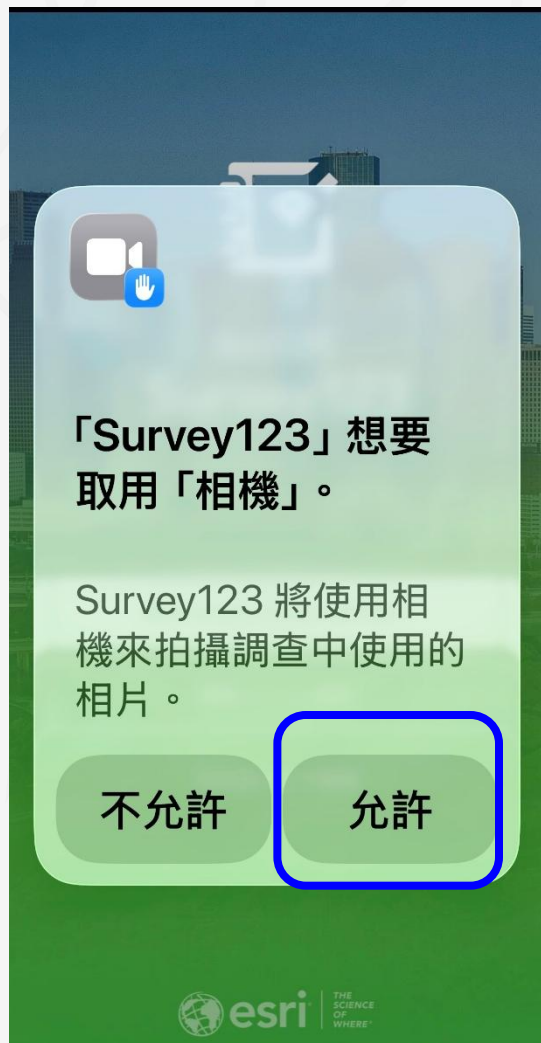 「Survey123」想要
取用「相機」。
Survey123 將使用相
機來拍攝調查中使用的
相片。
不允許
允許
esri
THE
SCIENCE
OF
WHERE